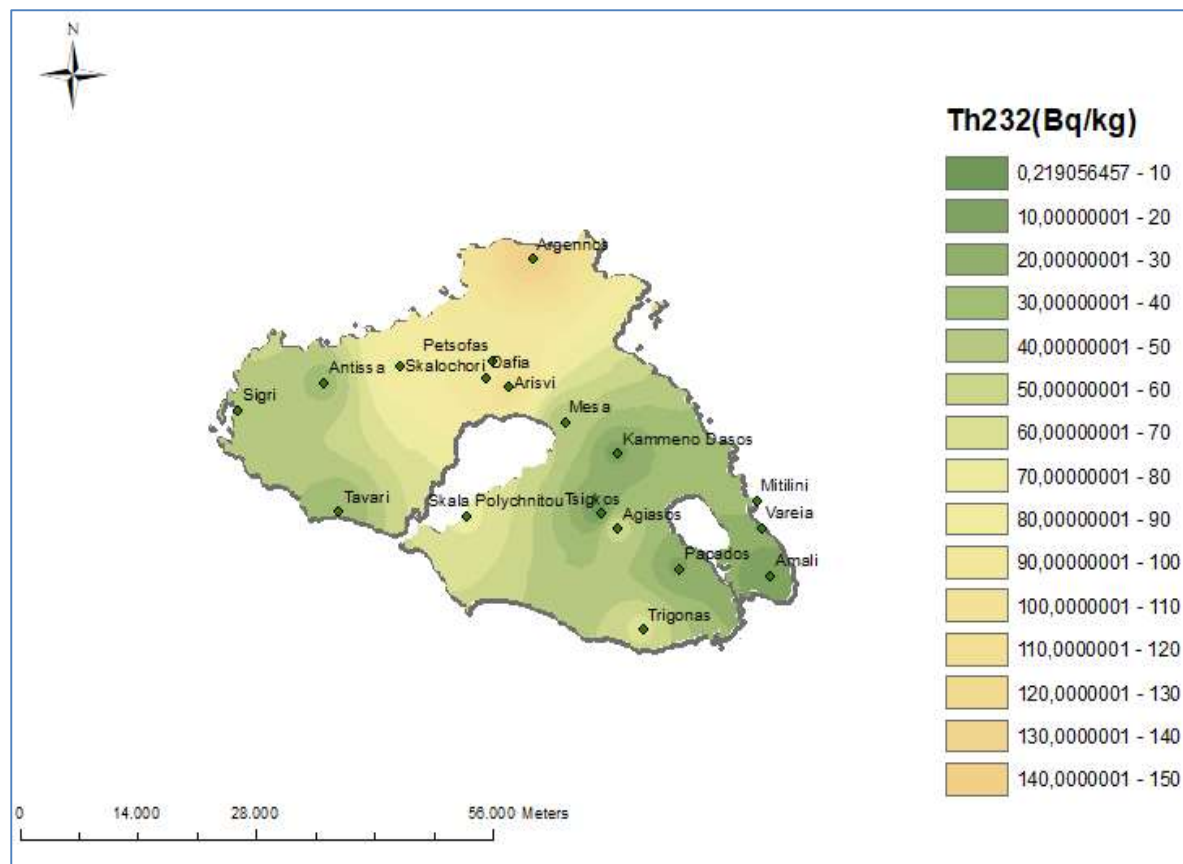 N
Th232(Bq/kg)
0,219056457 - 10
10,00000001 - 20
20,00000001 - 30
30,00000001 - 40
40,00000001 - 50
50,00000001 - 60
60,00000001 - 70
70,00000001 - 80
80,00000001 - 90
90,00000001 - 100
100,0000001 - 110
110,0000001 - 120
120,0000001 - 130
130,0000001 - 140
140,0000001 - 150
Argennos
Petsofas
Dafia
Skalochori
Antissa
Arisvi
Sigri
Mesa
Kammeno Dasos
Mitilini
Tavari
Skala Polychnitou
Tsigkos
Agiasos
Vareia
Papados
Amali
Trigonas
0 14.000 28.000 56.000 Meters